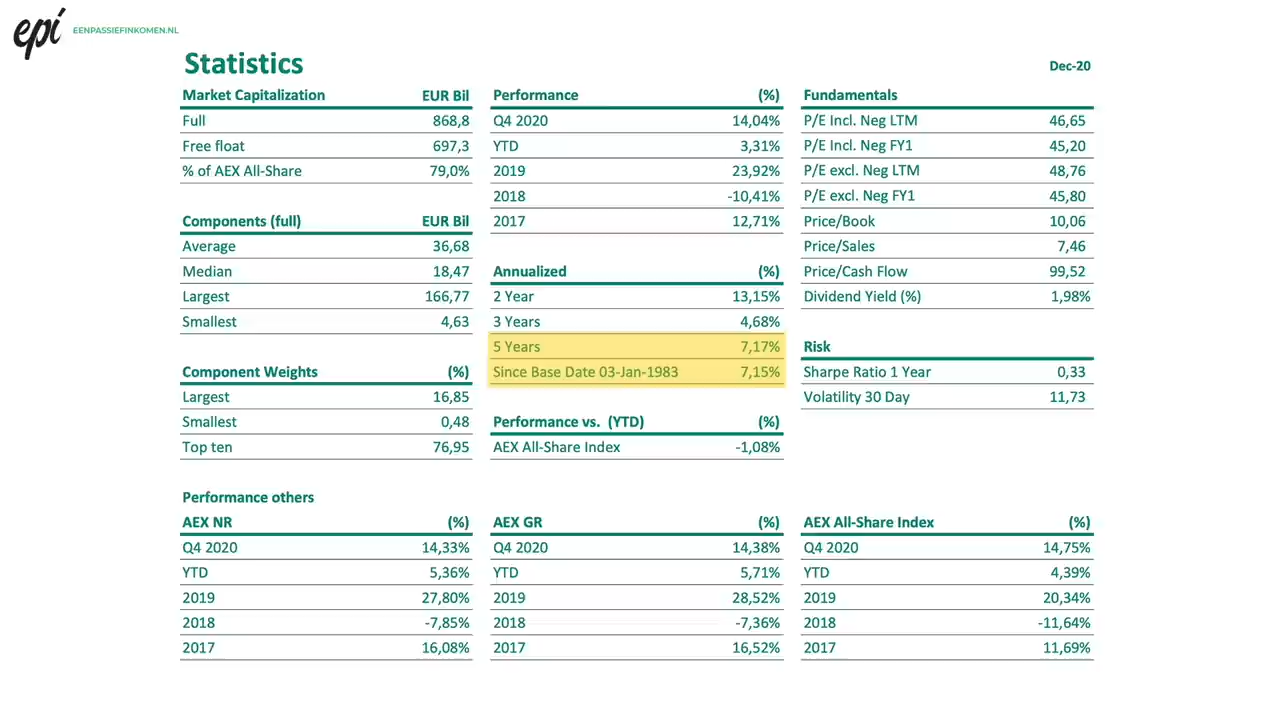 epi EENPASSIEFINKOMEN.NL
Statistics Dec-20
Market Capitalization EUR Bil
Full 868,8
Free float 697,3
% of AEX All-Share 79,0%
Components (full) EUR Bil
Average 36,68
Median 18,47
Largest 166,77
Smallest 4,63
Component Weights (%)
Largest 16,85
Smallest 0,48
Top ten 76,95
Performance (%)
Q4 2020 14,04%
YTD 3,31%
2019 23,92%
2018 -10,41%
2017 12,71%
Annualized (%)
2 Year 13,15%
3 Years 4,68%
5 Years 7,17%
Since Base Date 03-Jan-1983 7,15%
Performance vs. (YTD) (%)
AEX All-Share Index -1,08%
Fundamentals
P/E Incl. Neg LTM 46,65
P/E Incl. Neg FY1 45,20
P/E excl. Neg LTM 48,76
P/E excl. Neg FY1 45,80
Price/Book 10,06
Price/Sales 7,46
Price/Cash Flow 99,52
Dividend Yield (%) 1,98%
Risk
Sharpe Ratio 1 Year 0,33
Volatility 30 Day 11,73
Performance others
AEX NR (%)
Q4 2020 14,33%
YTD 5,36%
2019 27,80%
2018 -7,85%
2017 16,08%
AEX GR (%)
Q4 2020 14,38%
YTD 5,71%
2019 28,52%
2018 -7,36%
2017 16,52%
AEX All-Share Index (%)
Q4 2020 14,75%
YTD 4,39%
2019 20,34%
2018 -11,64%
2017 11,69%